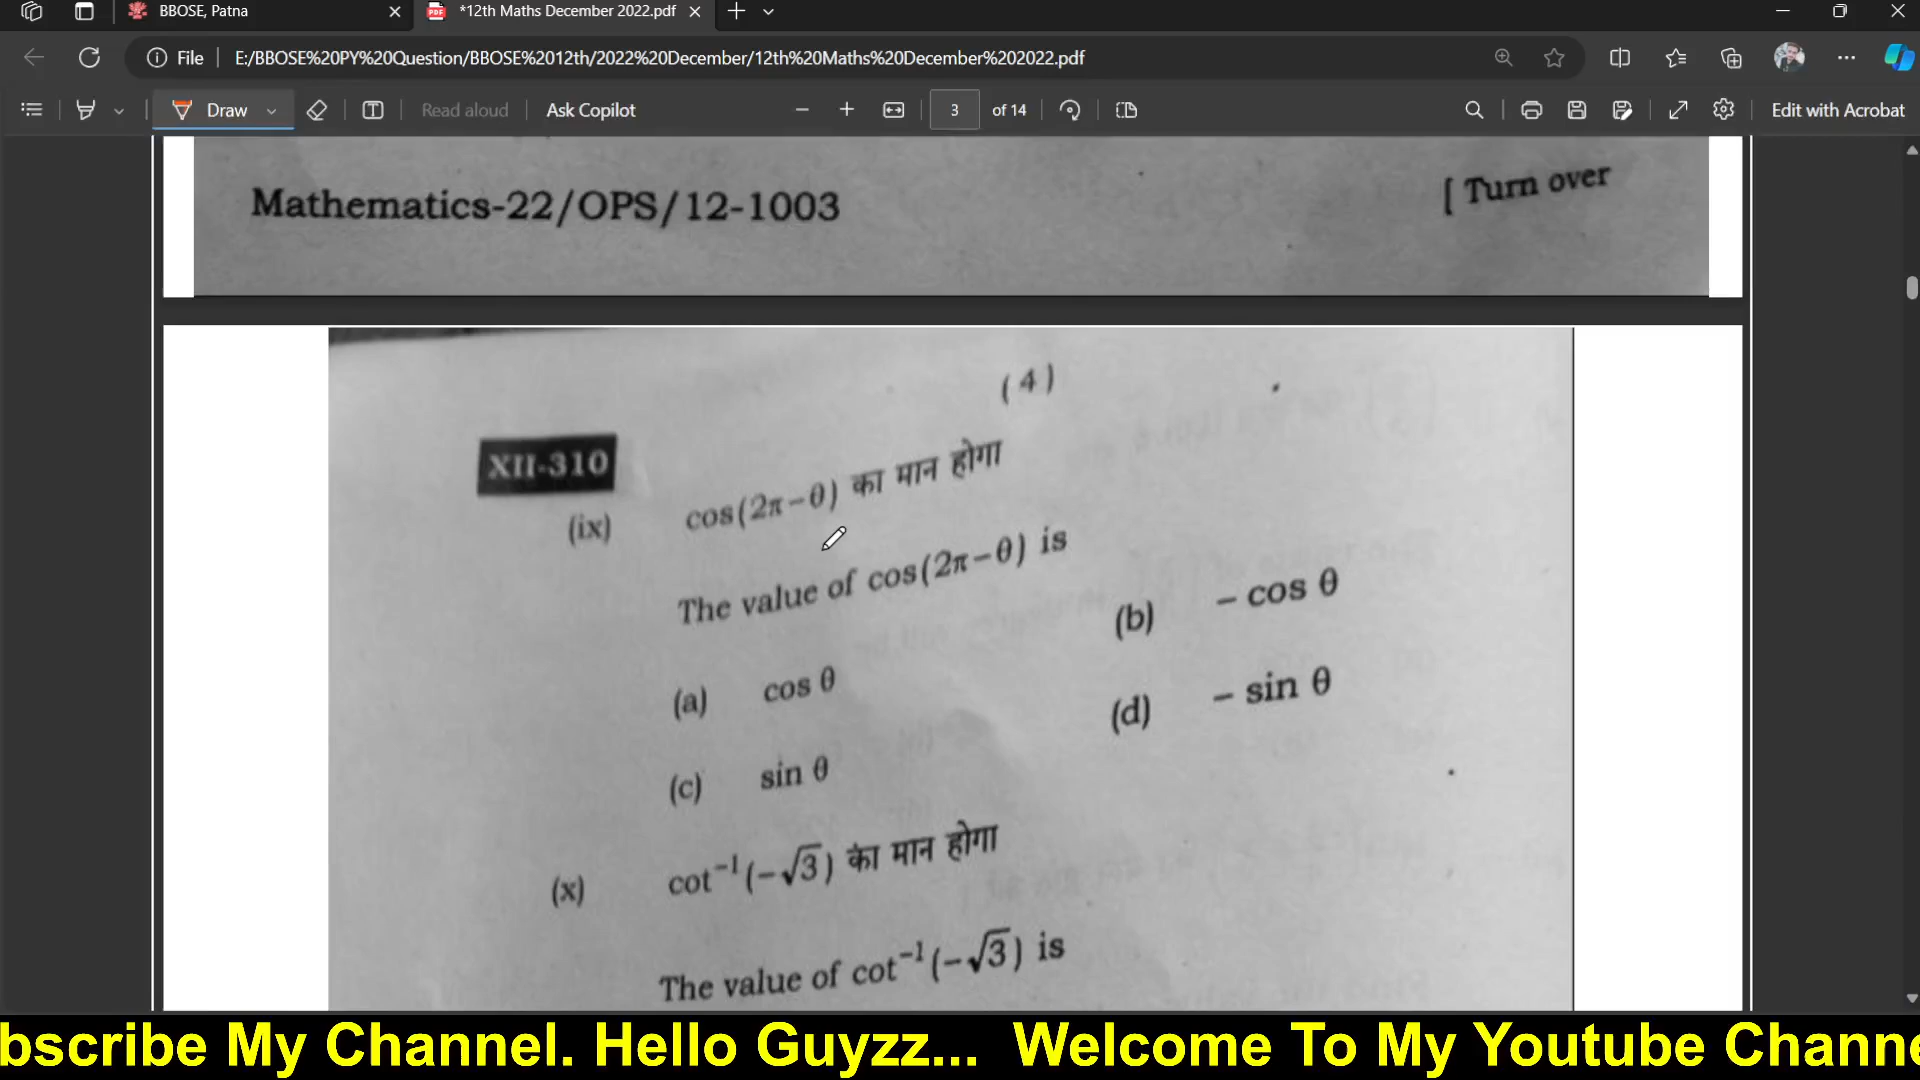 BBOSE, Patna
*12th Maths December 2022.pdf
File
E:/BBOSE%20PY%20Question/BBOSE%2012th/2022%20December/12th%20Maths%20December%202022.pdf
Draw
Read aloud
Ask Copilot
3 of 14
Edit with Acrobat
Mathematics-22/OPS/12-1003
[ Turn over
( 4 )
XII-310
(ix) cos(2π−θ) का मान होगा
The value of cos(2π−θ) is
(a) cos θ
(b) − cos θ
(c) sin θ
(d) − sin θ
(x) cot⁻¹(−√3) का मान होगा
The value of cot⁻¹(−√3) is
bscribe My Channel. Hello Guyzz... Welcome To My Youtube Channe